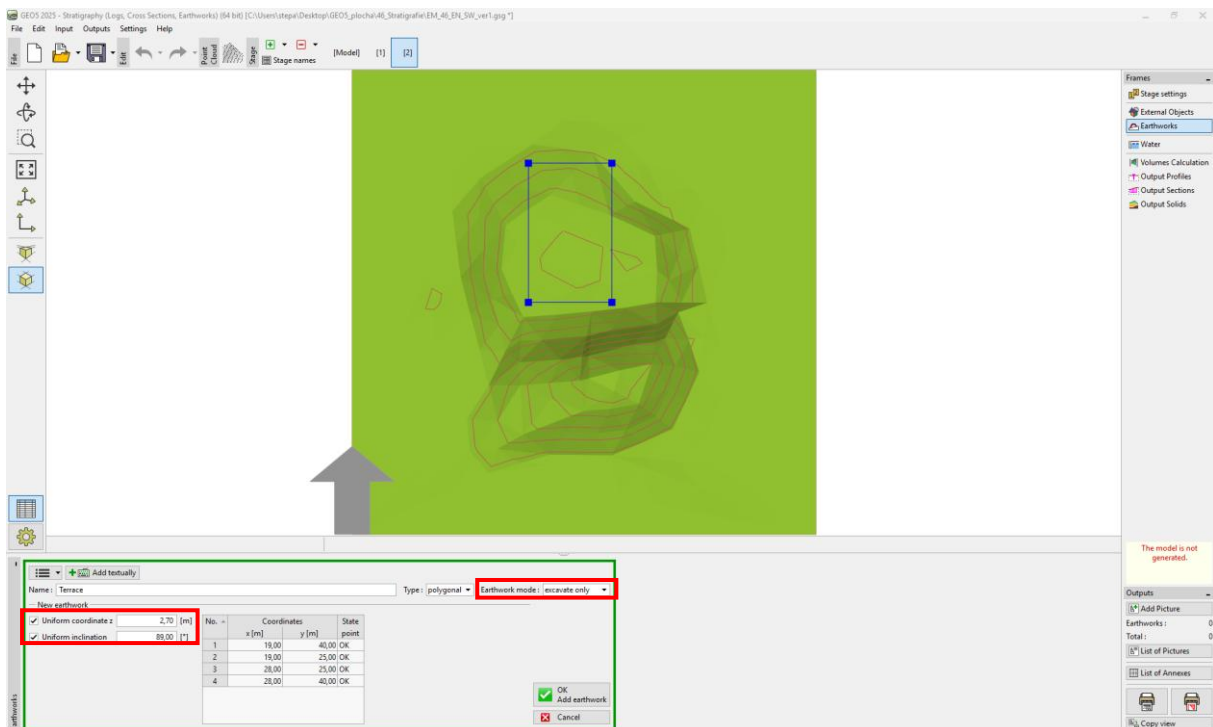 GEO5 2025 - Stratigraphy (Logs, Cross Sections, Earthworks) (64 bit) [C:\Users\stepa\Desktop\GEO5_plocha\46_Stratigrafie\EM_46_EN_SW_ver1.gsg *]
File Edit Input Outputs Settings Help
File
Edit
Point Cloud
Stage
Stage names
[Model] [1] [2]
Frames
Stage settings
External Objects
Earthworks
Water
Volumes Calculation
Output Profiles
Output Sections
Output Solids
The model is not
generated.
Add textually
Name : Terrace Type : polygonal Earthwork mode : excavate only
New earthwork
Uniform coordinate z 2,70 [m]
Uniform inclination 89,00 [°]
No. Coordinates State
x [m] y [m] point
1 19,00 40,00 OK
2 19,00 25,00 OK
3 28,00 25,00 OK
4 28,00 40,00 OK
OK
Add earthwork
Cancel
Earthworks
Outputs
Add Picture
Earthworks : 0
Total : 0
List of Pictures
List of Annexes
Copy view